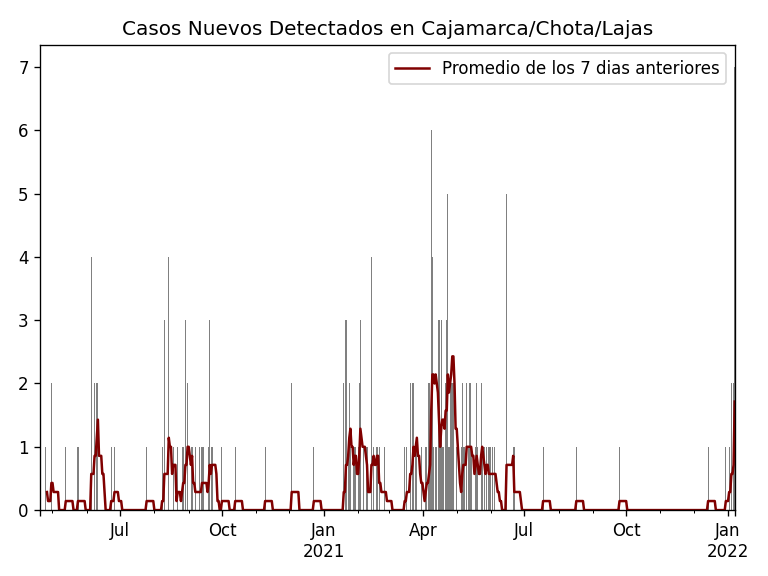 Casos Nuevos Detectados en Cajamarca/Chota/Lajas
Promedio de los 7 dias anteriores
7
6
5
4
3
2
1
0
Jul
Oct
Jan
2021
Apr
Jul
Oct
Jan
2022